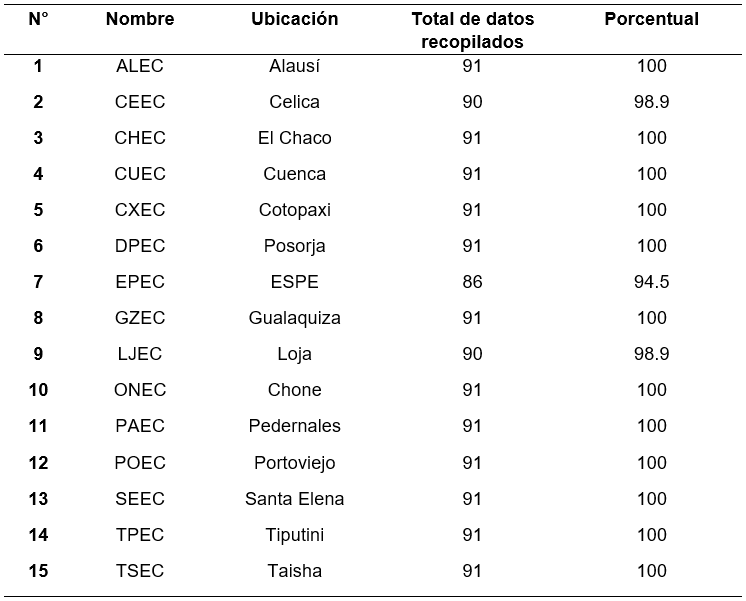 N° Nombre Ubicación Total de datos recopilados Porcentual
1 ALEC Alausí 91 100
2 CEEC Celica 90 98.9
3 CHEC El Chaco 91 100
4 CUEC Cuenca 91 100
5 CXEC Cotopaxi 91 100
6 DPEC Posorja 91 100
7 EPEC ESPE 86 94.5
8 GZEC Gualaquiza 91 100
9 LJEC Loja 90 98.9
10 ONEC Chone 91 100
11 PAEC Pedernales 91 100
12 POEC Portoviejo 91 100
13 SEEC Santa Elena 91 100
14 TPEC Tiputini 91 100
15 TSEC Taisha 91 100